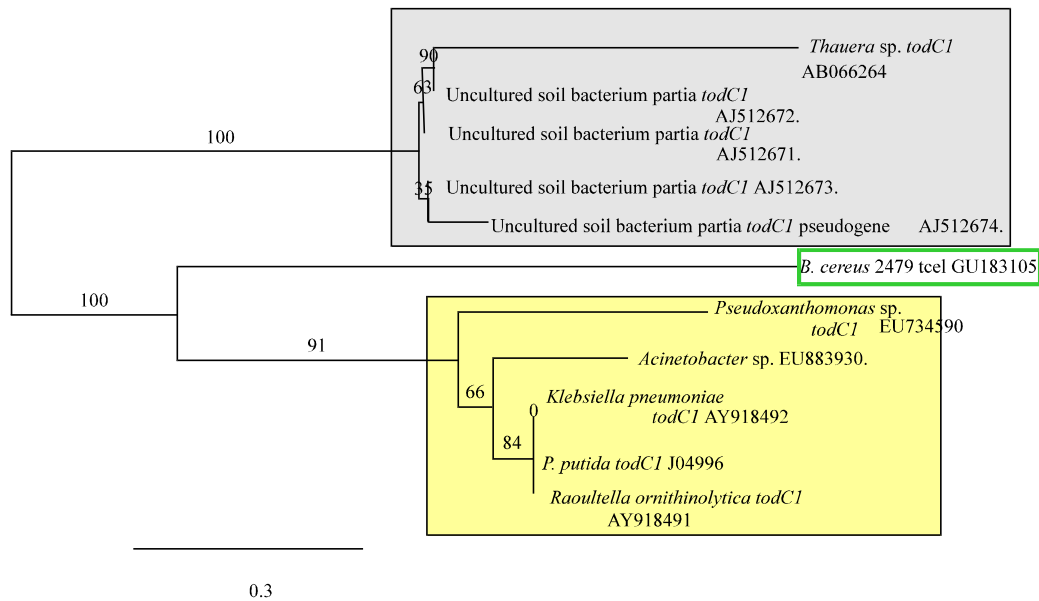 90
Thauera sp. todC1
AB066264
63
Uncultured soil bacterium partia todC1
AJ512672.
Uncultured soil bacterium partia todC1
AJ512671.
100
35
Uncultured soil bacterium partia todC1 AJ512673.
Uncultured soil bacterium partia todC1 pseudogene AJ512674.
B. cereus 2479 tcel GU183105
100
Pseudoxanthomonas sp.
todC1 EU734590
91
Acinetobacter sp. EU883930.
66
Klebsiella pneumoniae
0
todC1 AY918492
84
P. putida todC1 J04996
Raoultella ornithinolytica todC1
AY918491
0.3